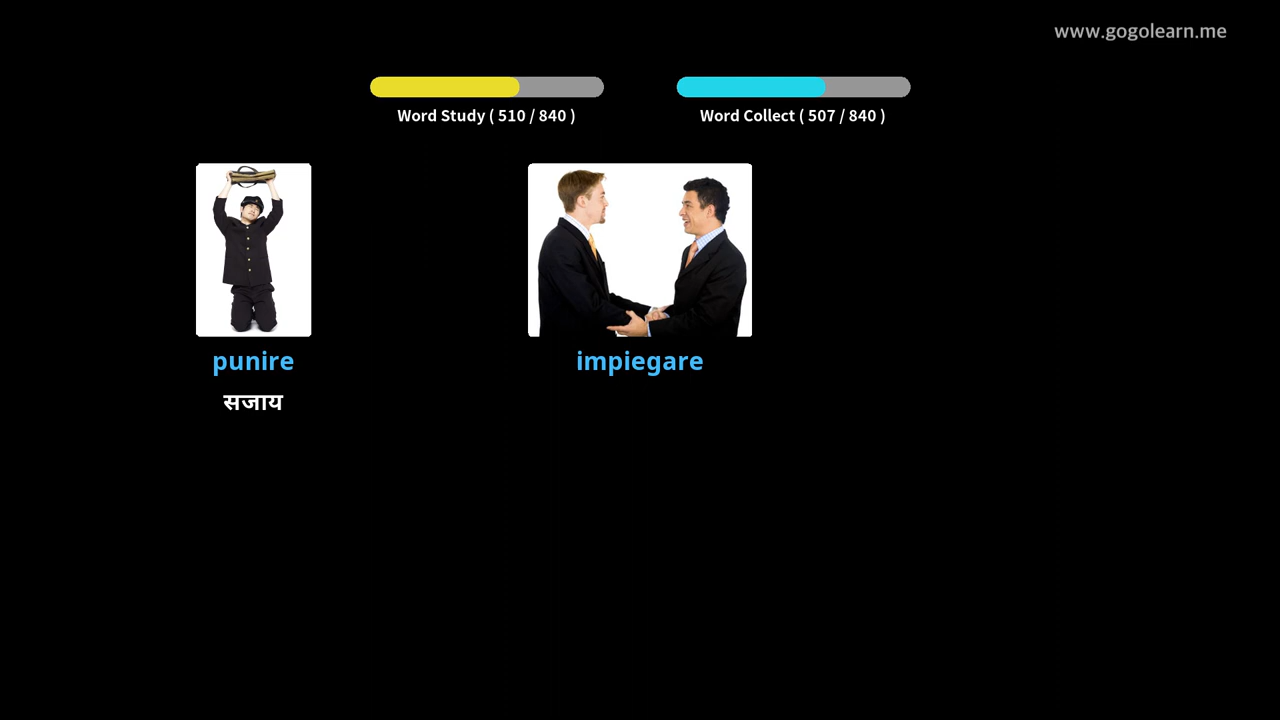 www.gogolearn.me
Word Study ( 510 / 840 )
Word Collect ( 507 / 840 )
punire
impiegare
सजाय